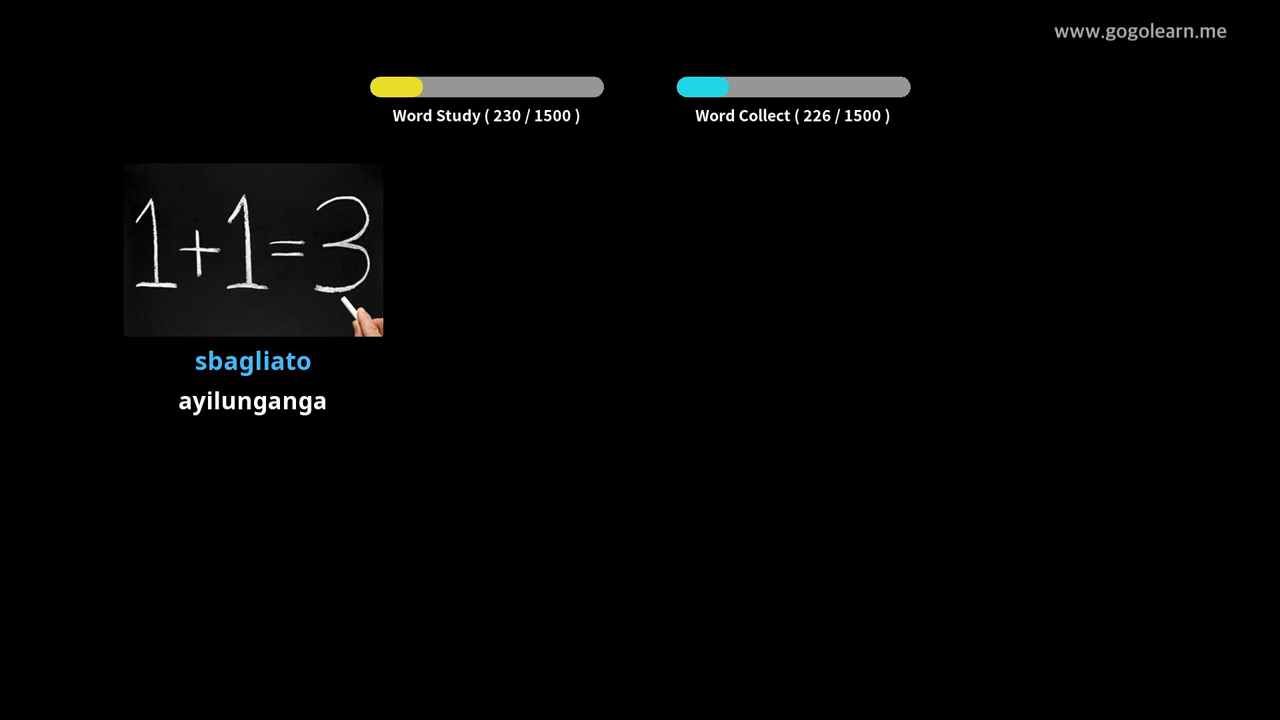 www.gogolearn.me
Word Study ( 230 / 1500 )
Word Collect ( 226 / 1500 )
1+1=3
sbagliato
ayilunganga